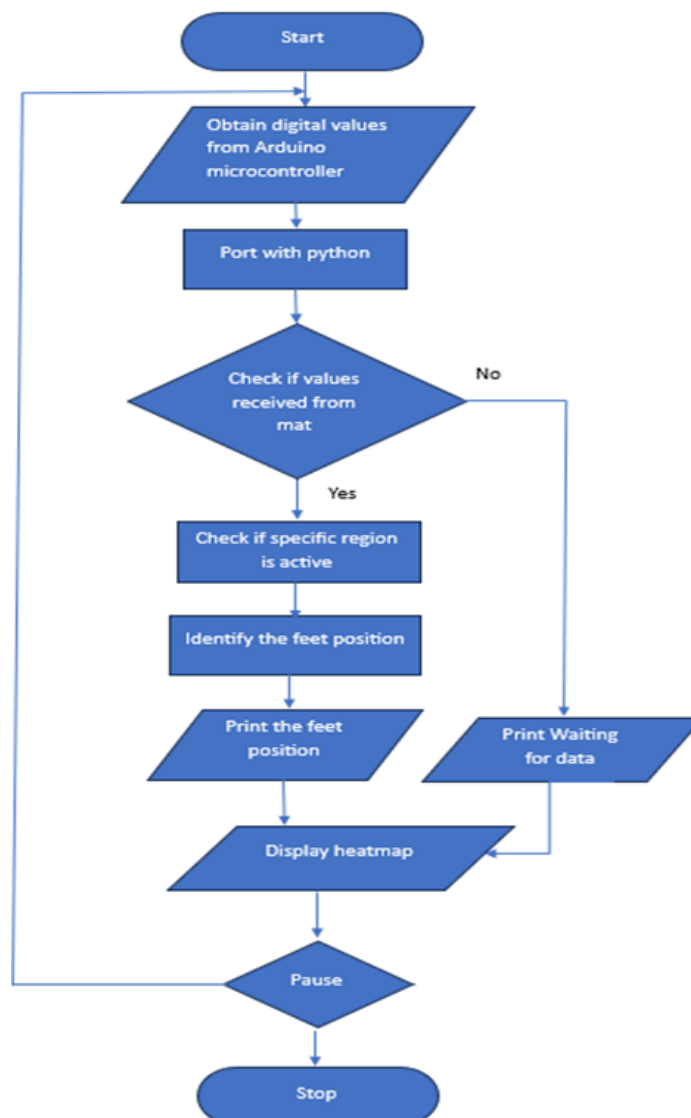 Start
Obtain digital values
from Arduino
microcontroller
Port with python
Check if values
received from
mat
No
Yes
Check if specific region
is active
Identify the feet position
Print the feet
position
Print Waiting
for data
Display heatmap
Pause
Stop